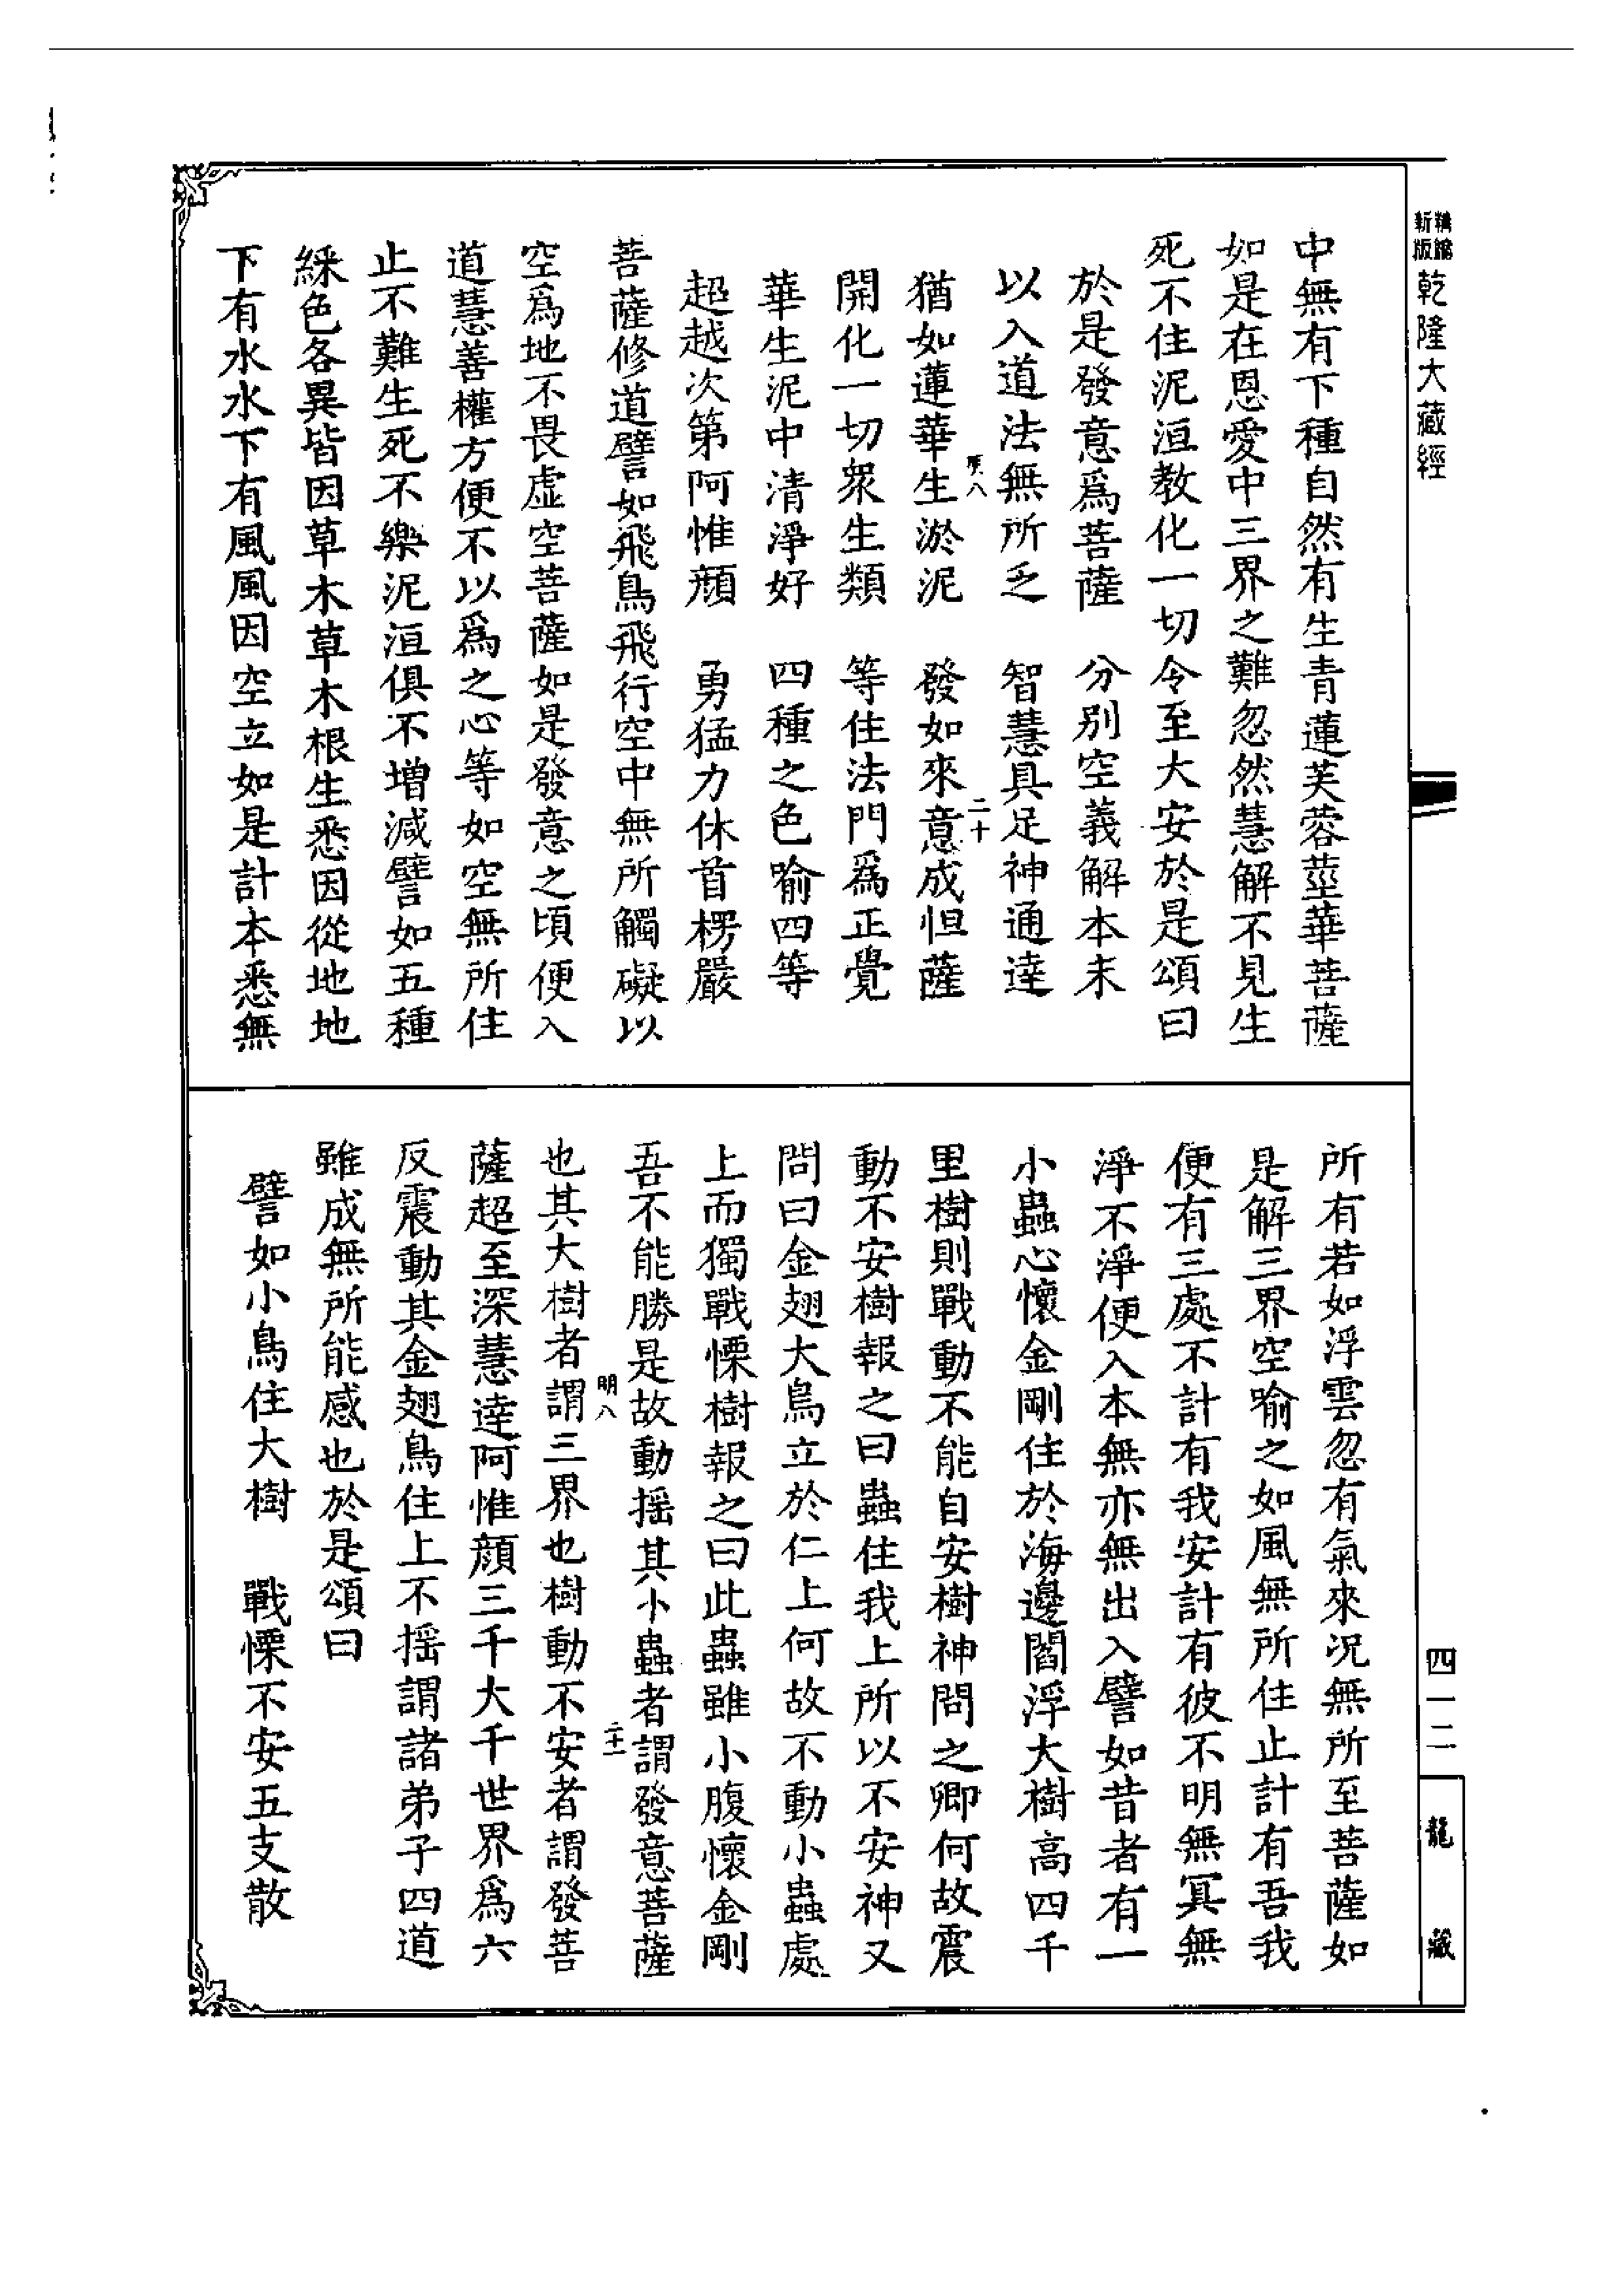 新版精縮乾隆大藏經
中無有下種自然有生青蓮芙蓉莖華菩薩
如是在恩愛中三界之難忽然慧解不見生
死不住泥洹教化一切令至大安於是頌曰
於是發意爲菩薩　分別空義解本末
以入道法無所乏　智慧具足神通達
明八　二十
猶如蓮華生淤泥　發如來意成怛薩
開化一切衆生類　等住法門爲正覺
華生泥中清淨好　四種之色喻四等
超越次第阿惟顏　勇猛力伏首楞嚴
菩薩修道譬如飛鳥飛行空中無所觸礙以
空爲地不畏虛空菩薩如是發意之頃便入
道慧善權方便不以爲之心等如空無所住
止不難生死不樂泥洹俱不增減譬如五種
綵色各異皆因草木草木根生悉因從地地
下有水水下有風風因空立如是計本悉無
所有若如浮雲忽有氣來況無所至菩薩如
是解三界空喻之如風無所住止計有吾我
便有三處不計有我安計有彼不明無冥無
淨不淨便入本無亦無出入譬如昔者有一
小蟲心懷金剛住於海邊閻浮大樹高四千
里樹則戰動不能自安樹神問之卿何故震
動不安樹報之曰蟲住我上所以不安神又
問曰金翅大鳥立於仁上何故不動小蟲處
上而獨戰慄樹報之曰此蟲雖小腹懷金剛
吾不能勝是故動搖其小蟲者謂發意菩薩
明八　二十一
也其大樹者謂三界也樹動不安者謂發菩
薩超至深慧達阿惟顏三千大千世界爲六
反震動其金翅鳥住上不搖謂諸弟子四道
雖成無所能感也於是頌曰
譬如小鳥住大樹　戰慄不安五支散
四一二
龍藏